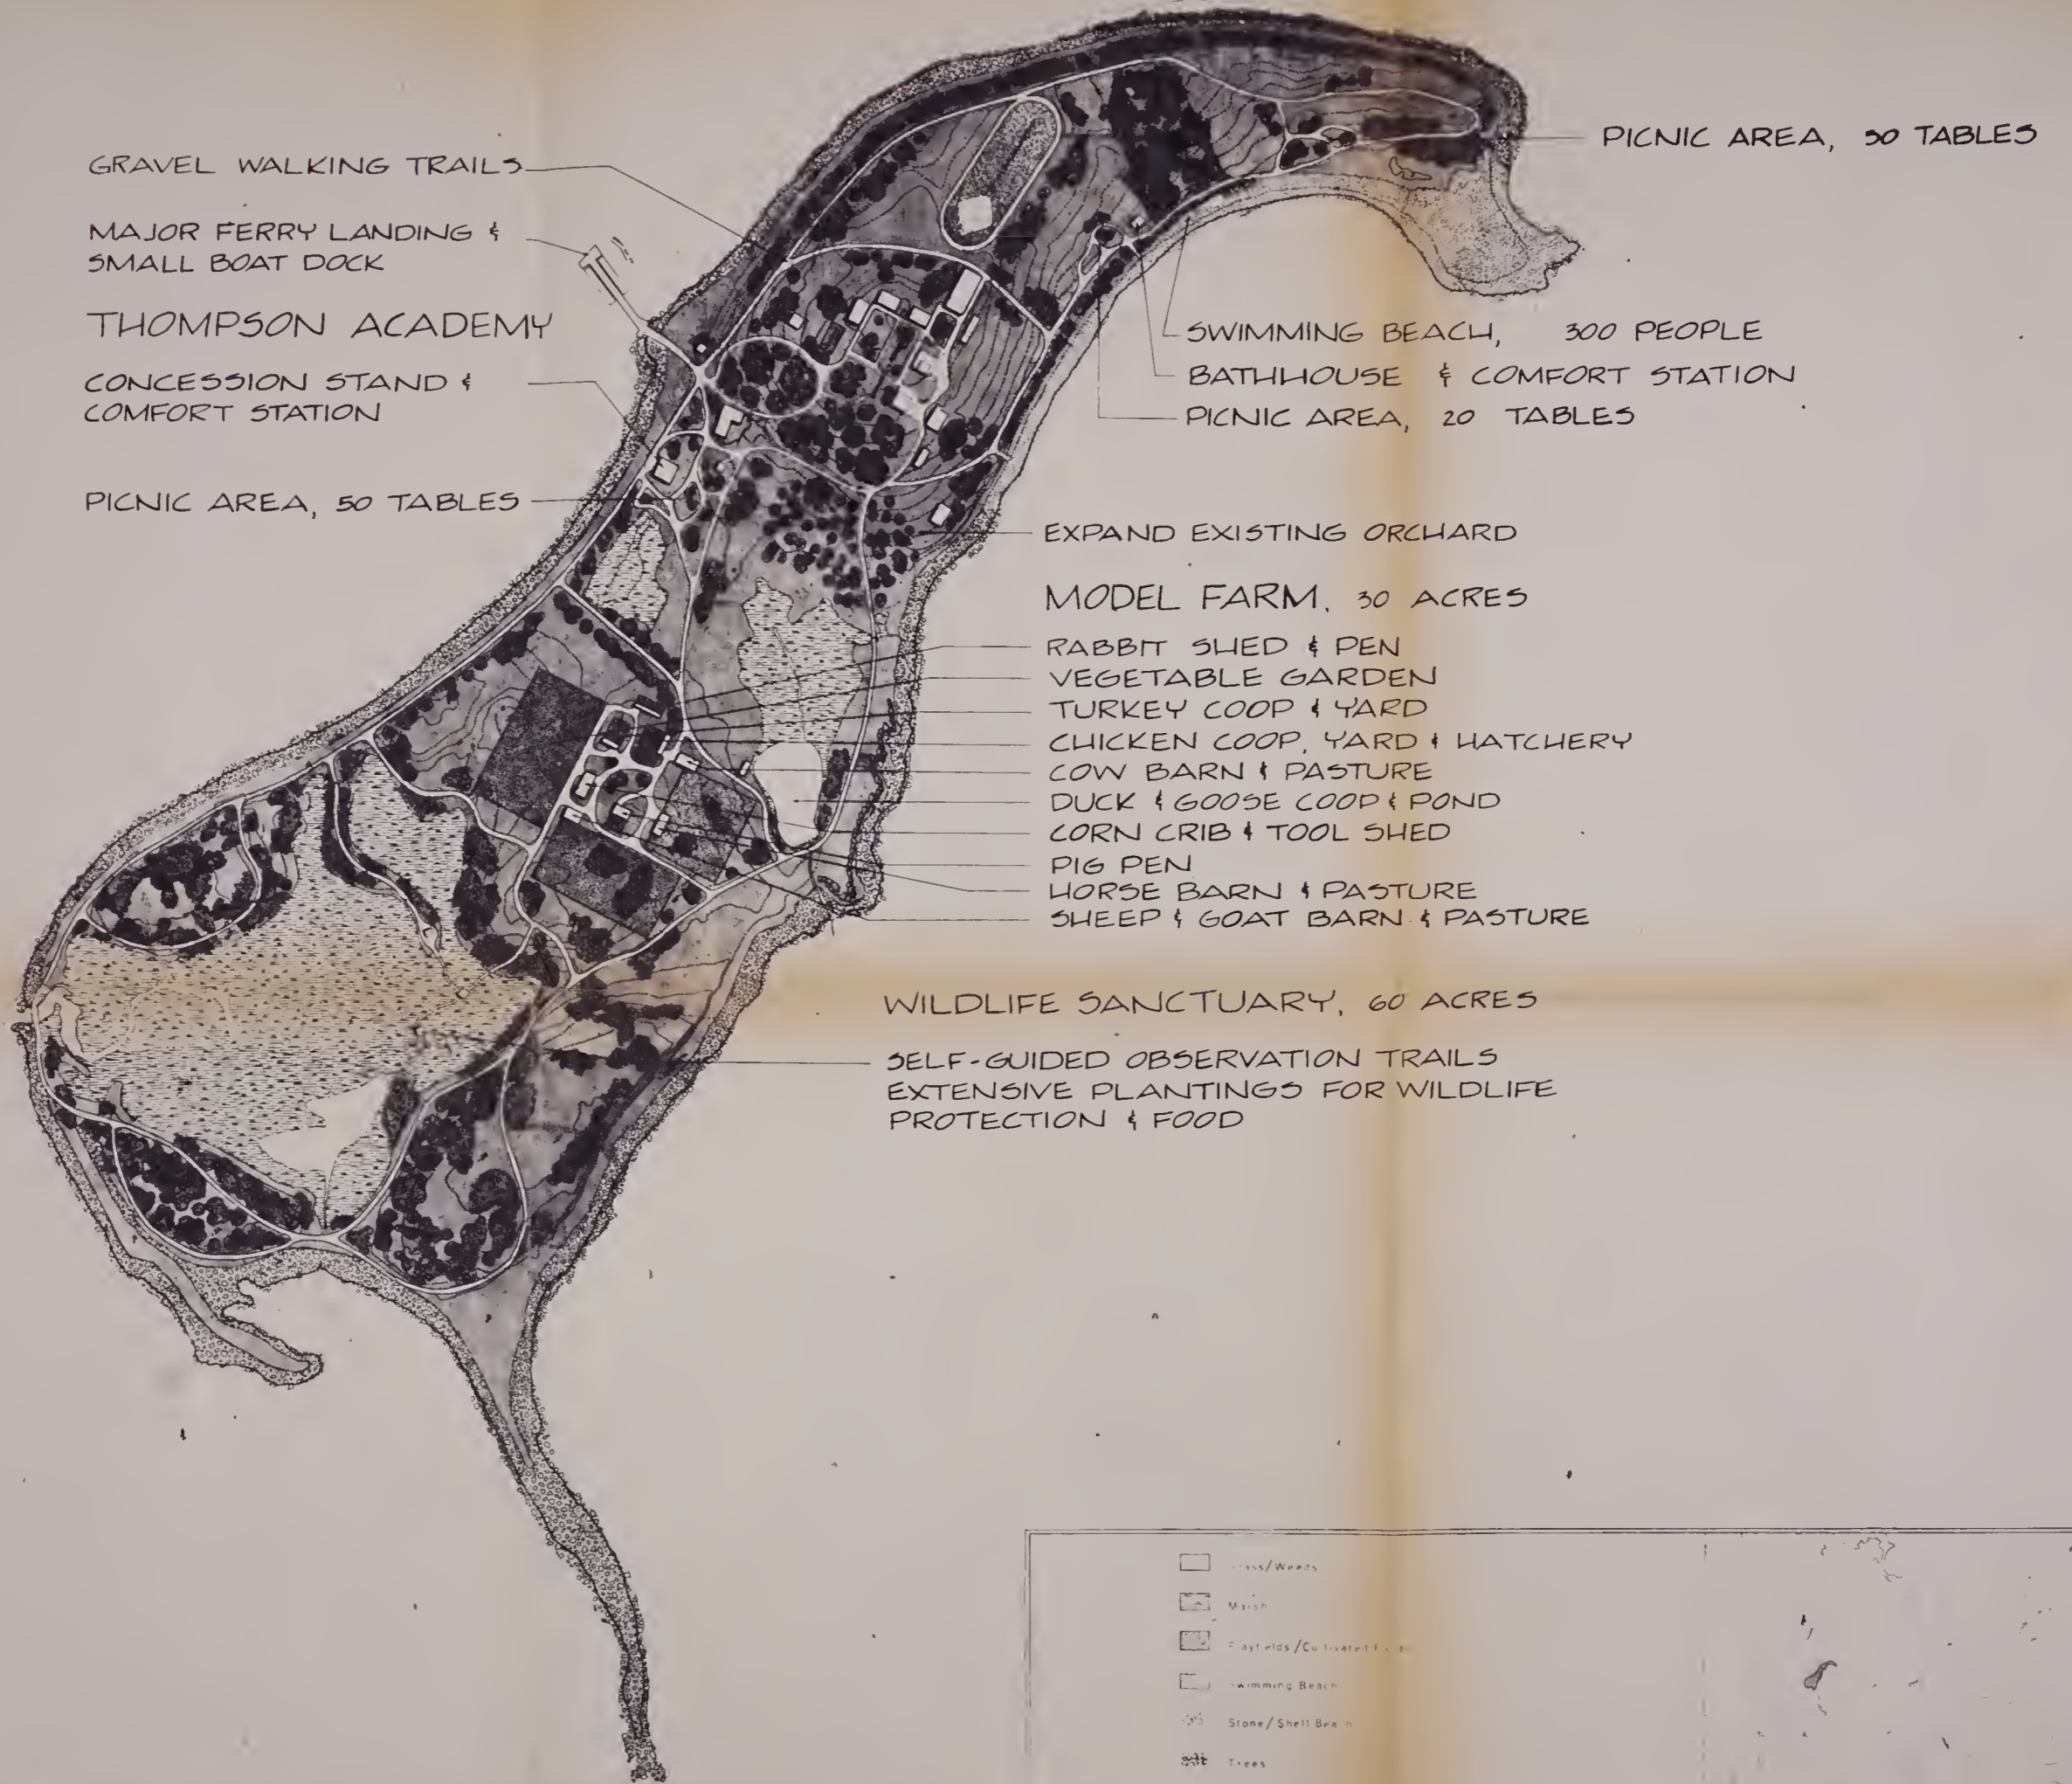 GRAVEL WALKING TRAILS
MAJOR FERRY LANDING &
SMALL BOAT DOCK
THOMPSON ACADEMY
CONCESSION STAND &
COMFORT STATION
PICNIC AREA, 50 TABLES
PICNIC AREA, 50 TABLES
SWIMMING BEACH, 300 PEOPLE
BATHHOUSE & COMFORT STATION
PICNIC AREA, 20 TABLES
EXPAND EXISTING ORCHARD
MODEL FARM, 30 ACRES
RABBIT SHED & PEN
VEGETABLE GARDEN
TURKEY COOP & YARD
CHICKEN COOP, YARD & HATCHERY
COW BARN & PASTURE
DUCK & GOOSE COOP & POND
CORN CRIB & TOOL SHED
PIG PEN
HORSE BARN & PASTURE
SHEEP & GOAT BARN & PASTURE
WILDLIFE SANCTUARY, 60 ACRES
SELF-GUIDED OBSERVATION TRAILS
EXTENSIVE PLANTINGS FOR WILDLIFE
PROTECTION & FOOD
/Weeds
Marsh
Playfields/Cultivated
Swimming Beach
Stone/Shell Beach
Trees